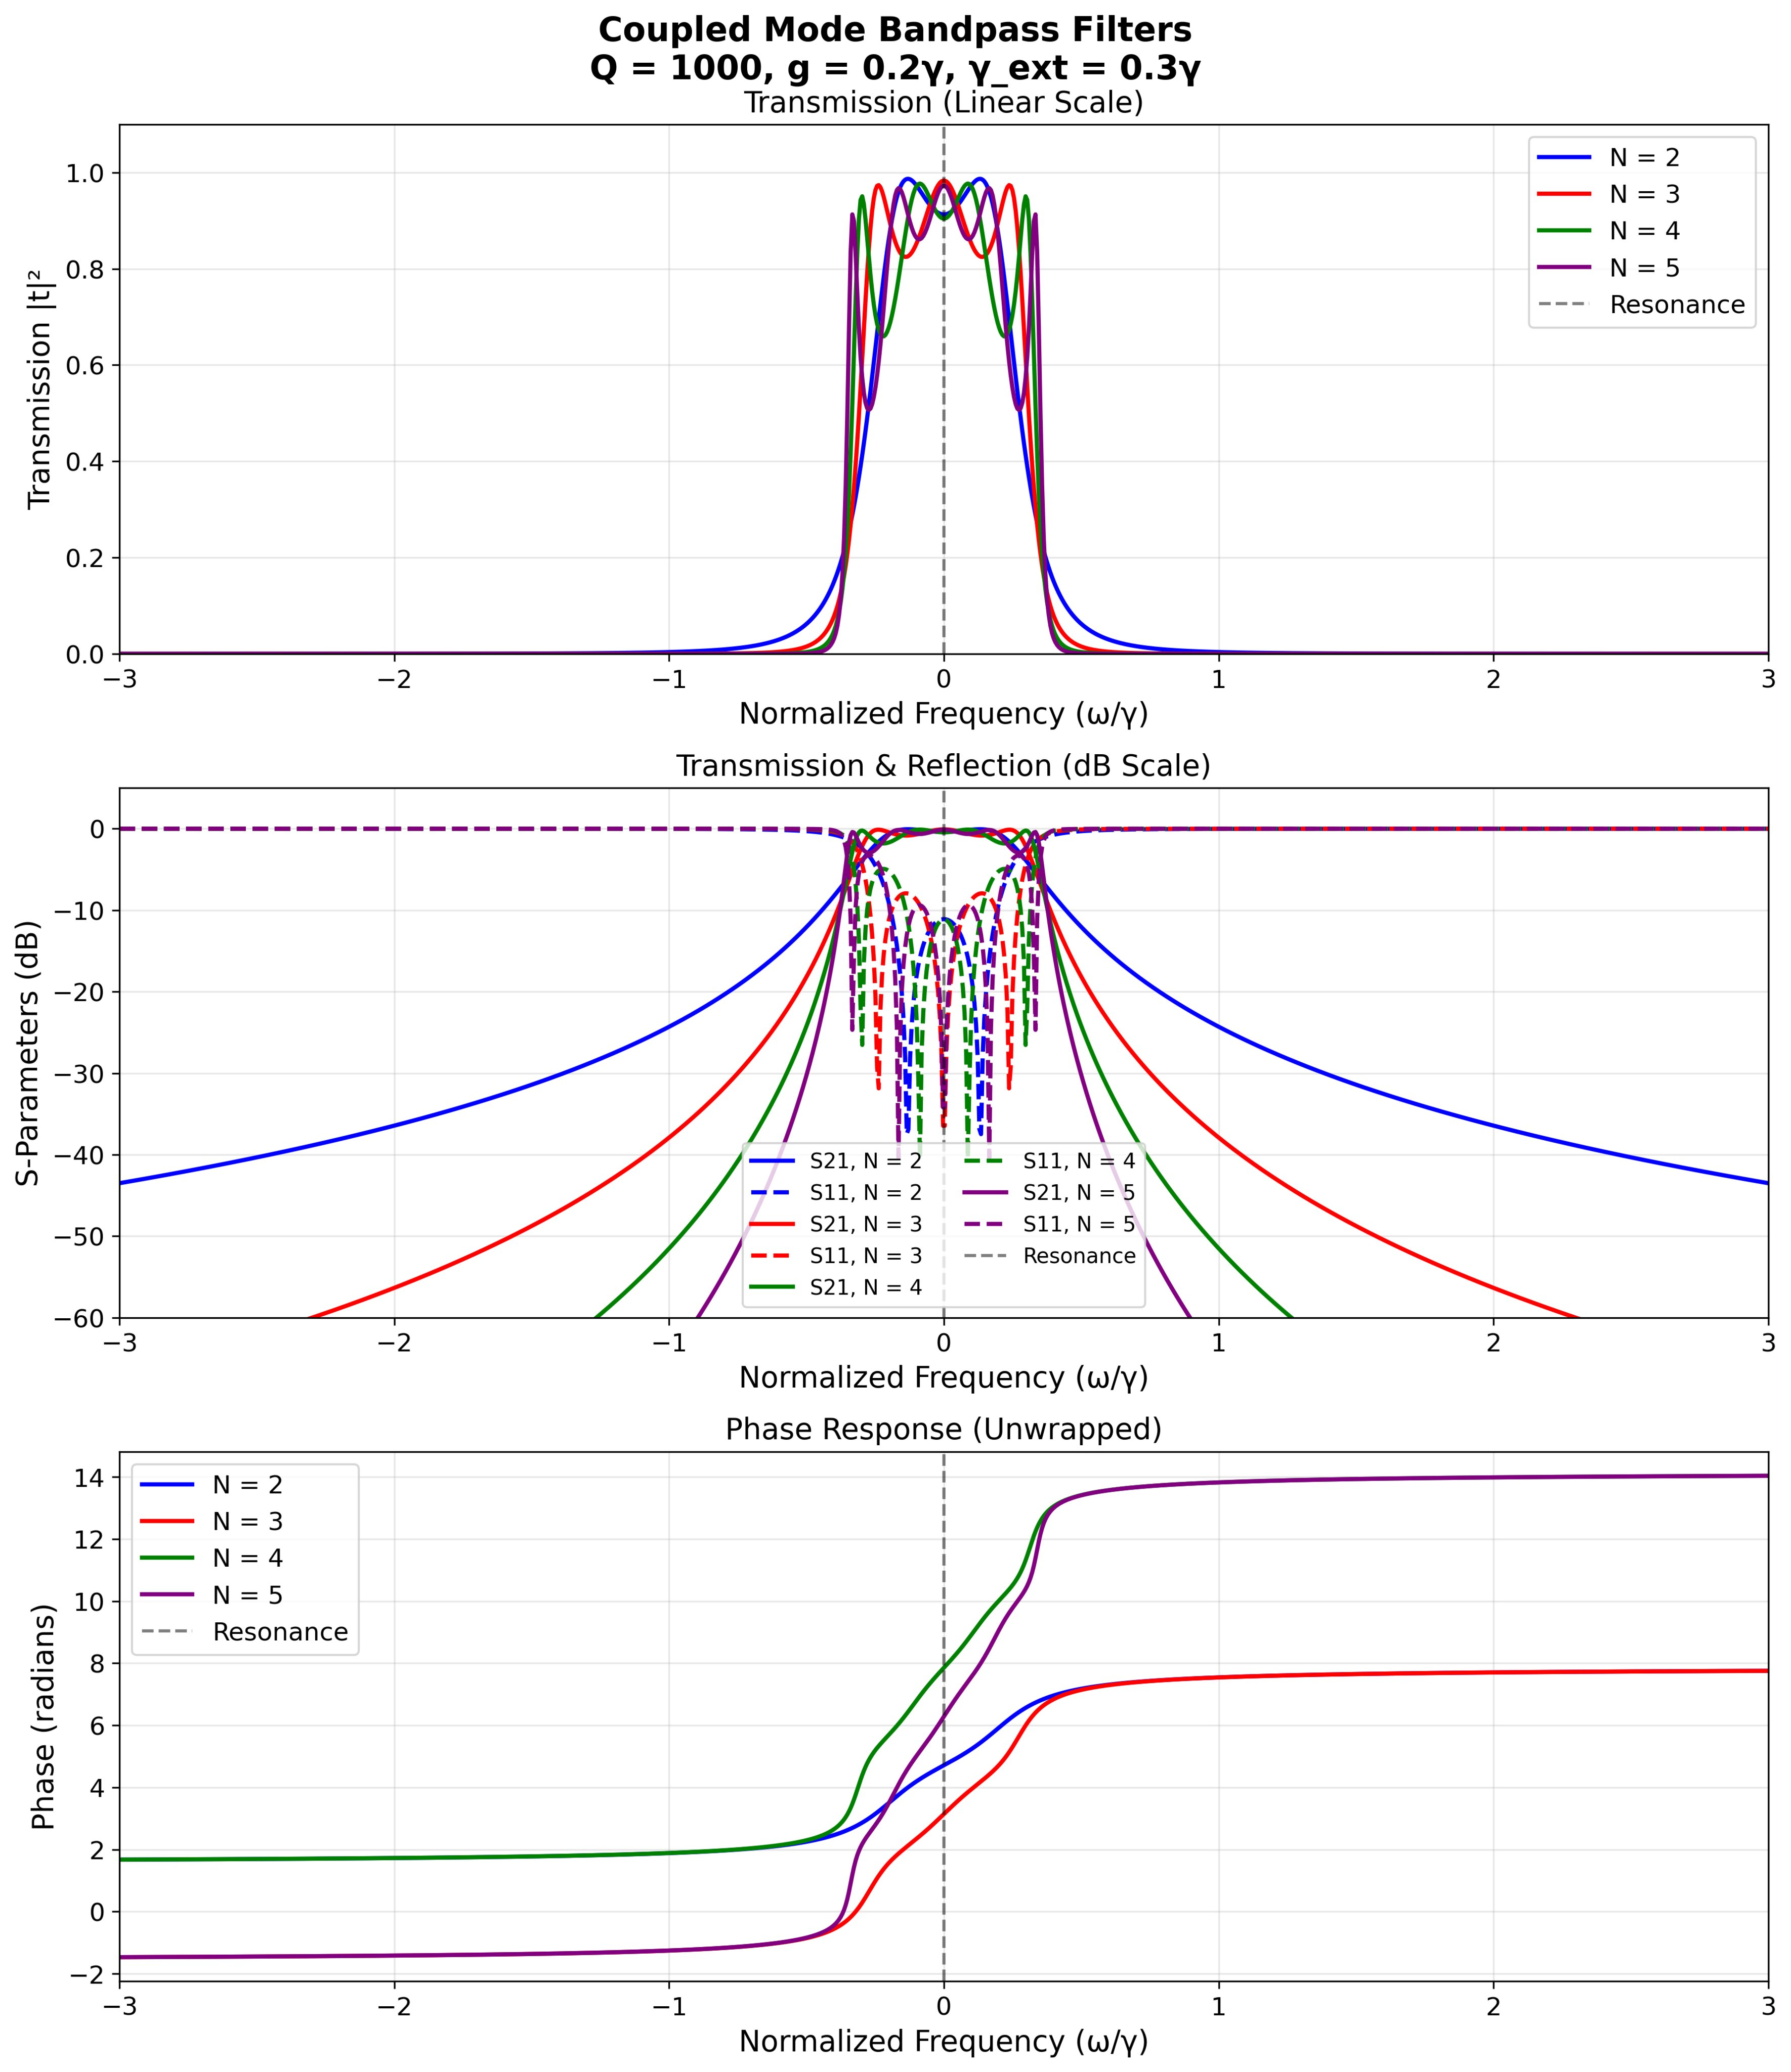 Coupled Mode Bandpass Filters
Q = 1000, g = 0.2γ, γ_ext = 0.3γ
Transmission (Linear Scale)
Transmission |t|²
1.0
0.8
0.6
0.4
0.2
0.0
N = 2
N = 3
N = 4
N = 5
Resonance
−3 −2 −1 0 1 2 3
Normalized Frequency (ω/γ)
Transmission & Reflection (dB Scale)
S-Parameters (dB)
0
−10
−20
−30
−40
−50
−60
S21, N = 2
S11, N = 2
S21, N = 3
S11, N = 3
S21, N = 4
S11, N = 4
S21, N = 5
S11, N = 5
Resonance
−3 −2 −1 0 1 2 3
Normalized Frequency (ω/γ)
Phase Response (Unwrapped)
Phase (radians)
14
12
10
8
6
4
2
0
−2
N = 2
N = 3
N = 4
N = 5
Resonance
−3 −2 −1 0 1 2 3
Normalized Frequency (ω/γ)